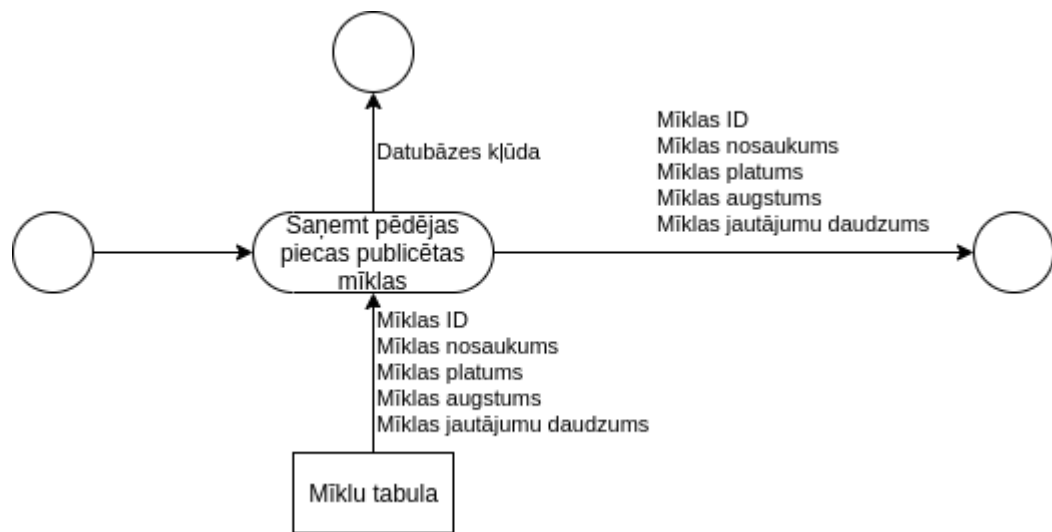 Datubāzes kļūda
Mīklas ID
Mīklas nosaukums
Mīklas platums
Mīklas augstums
Mīklas jautājumu daudzums
Saņemt pēdējas
piecas publicētas
mīklas
Mīklas ID
Mīklas nosaukums
Mīklas platums
Mīklas augstums
Mīklas jautājumu daudzums
Mīklu tabula